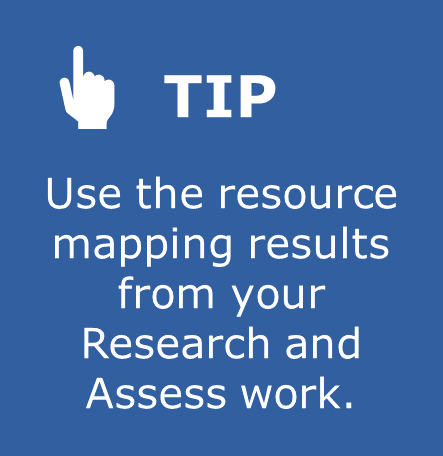 TIP
Use the resource
mapping results
from your
Research and
Assess work.